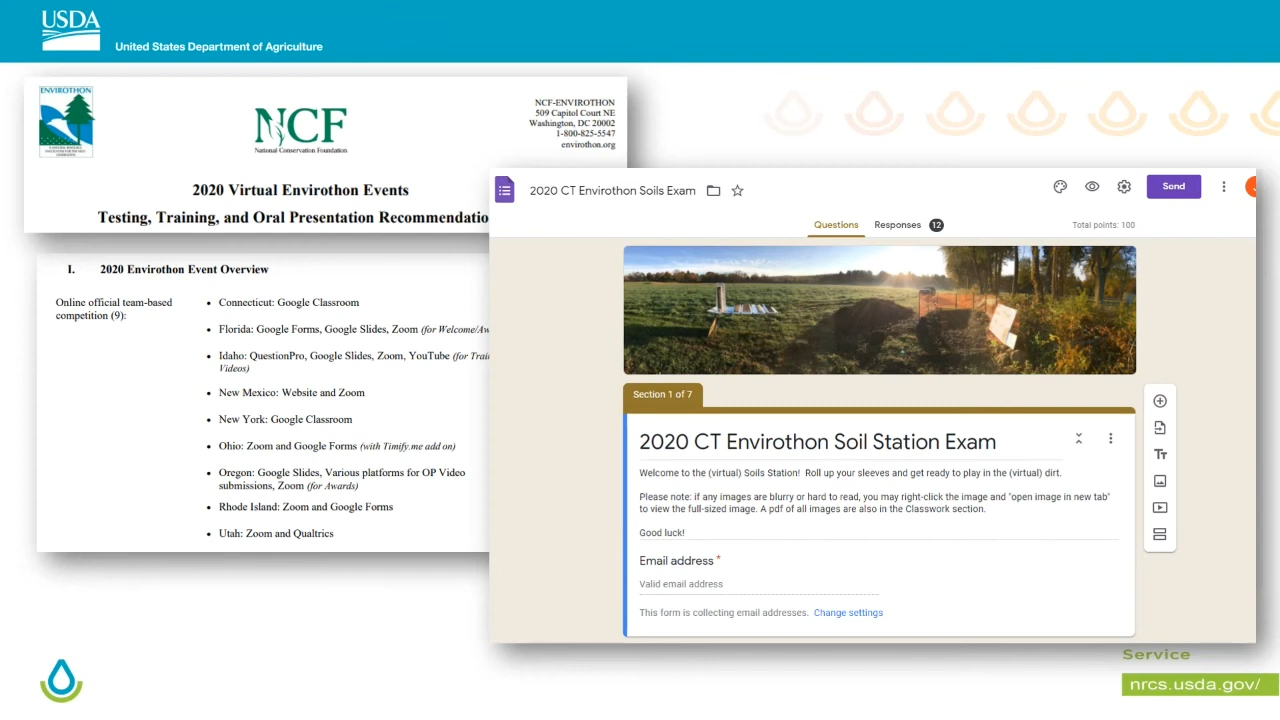 USDA
United States Department of Agriculture
ENVIROTHON
NCF
National Conservation Foundation
NCF-ENVIROTHON
509 Capitol Court NE
Washington, DC 20002
1-800-825-5547
envirothon.org
2020 Virtual Envirothon Events
Testing, Training, and Oral Presentation Recommendatio
I. 2020 Envirothon Event Overview
Online official team-based
competition (9):
• Connecticut: Google Classroom
• Florida: Google Forms, Google Slides, Zoom (for Welcome/Aw
• Idaho: QuestionPro, Google Slides, Zoom, YouTube (for Trai
Videos)
• New Mexico: Website and Zoom
• New York: Google Classroom
• Ohio: Zoom and Google Forms (with Timify.me add on)
• Oregon: Google Slides, Various platforms for OP Video
submissions, Zoom (for Awards)
• Rhode Island: Zoom and Google Forms
• Utah: Zoom and Qualtrics
2020 CT Envirothon Soils Exam
Send
Questions Responses 12
Total points: 100
Section 1 of 7
2020 CT Envirothon Soil Station Exam
Welcome to the (virtual) Soils Station! Roll up your sleeves and get ready to play in the (virtual) dirt.
Please note: if any images are blurry or hard to read, you may right-click the image and "open image in new tab"
to view the full-sized image. A pdf of all images are also in the Classwork section.
Good luck!
Email address *
Valid email address
This form is collecting email addresses. Change settings
Tт
Service
nrcs.usda.gov/